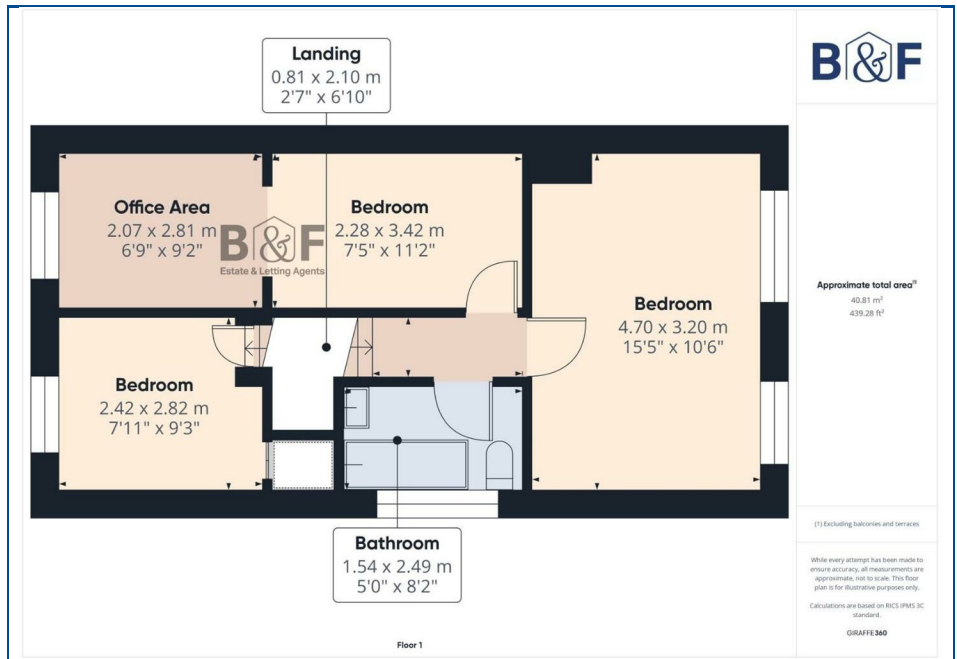 Landing
0.81 x 2.10 m
2'7" x 6'10"
B&F
Office Area
2.07 x 2.81 m
6'9" x 9'2"
Bedroom
2.28 x 3.42 m
7'5" x 11'2"
B&F
Estate & Letting Agents
Bedroom
4.70 x 3.20 m
15'5" x 10'6"
Bedroom
2.42 x 2.82 m
7'11" x 9'3"
Bathroom
1.54 x 2.49 m
5'0" x 8'2"
Floor 1
Approximate total area⁽¹⁾
40.81 m²
439.28 ft²
(1) Excluding balconies and terraces
While every attempt has been made to
ensure accuracy, all measurements are
approximate, not to scale. This floor
plan is for illustrative purposes only.
Calculations are based on RICS IPMS 3C
standard.
GIRAFFE360